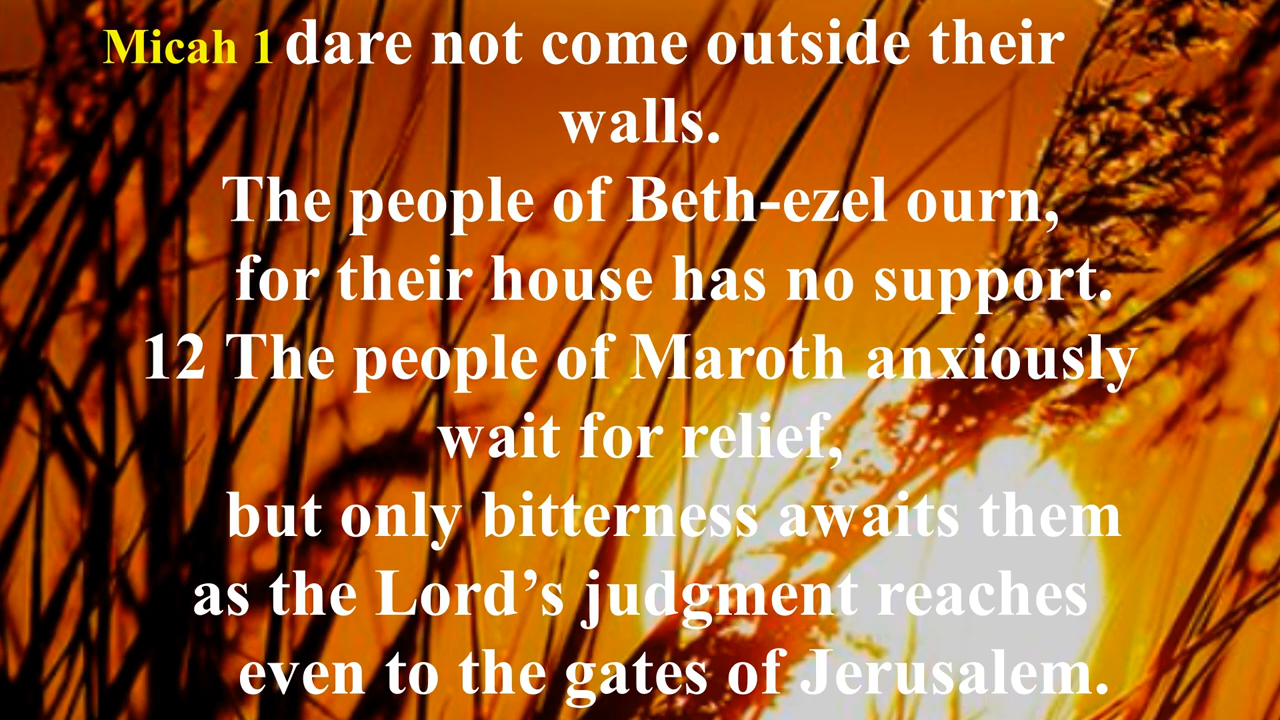 Micah 1 dare not come outside their
walls.
The people of Beth-ezel ourn,
for their house has no support.
12 The people of Maroth anxiously
wait for relief,
but only bitterness awaits them
as the Lord’s judgment reaches
even to the gates of Jerusalem.